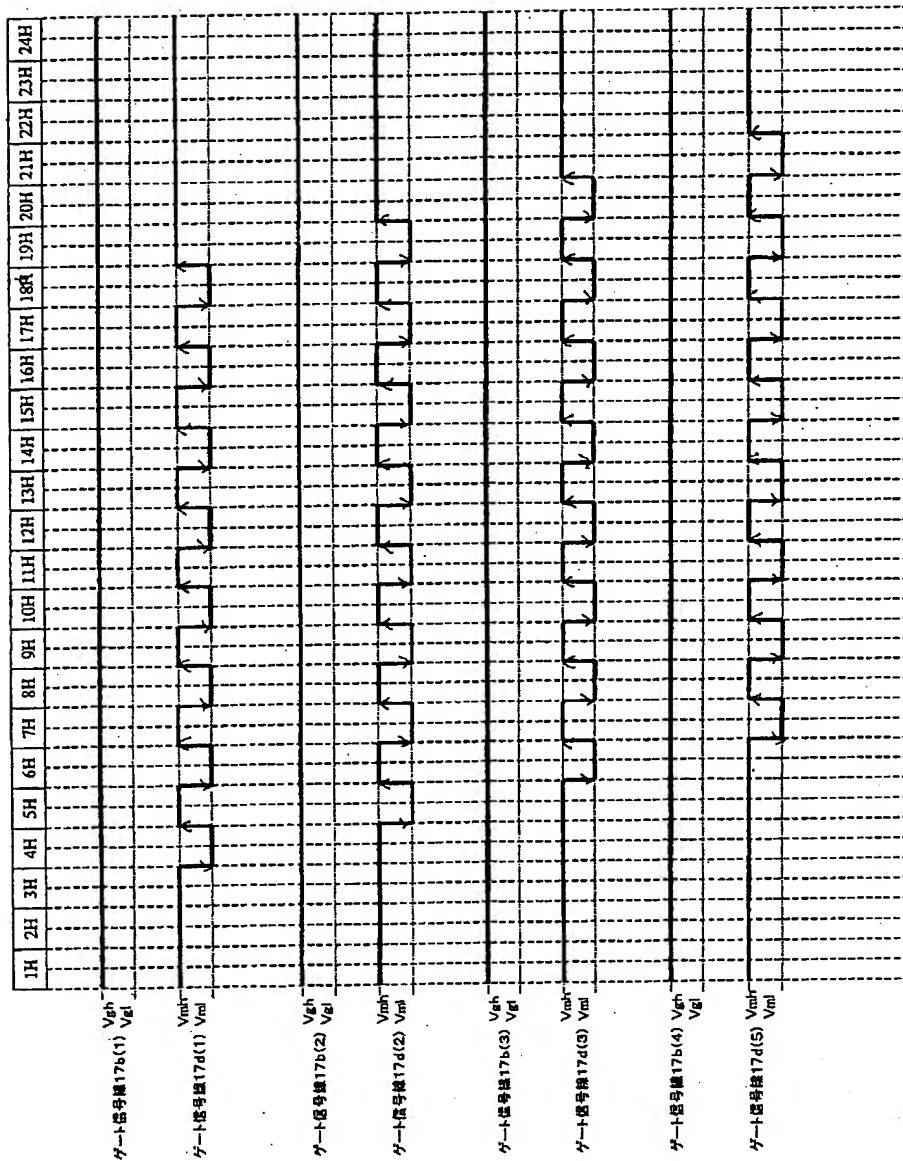 1H 2H 3H 4H 5H 6H 7H 8H 9H 10H 11H 12H 13H 14H 15H 16H 17H 18H 19H 20H 21H 22H 23H 24H
Vgh
ゲート信号線17b(1) Vgl
Vmh
ゲート信号線17d(1) Vml
Vgh
ゲート信号線17b(2) Vgl
Vmh
ゲート信号線17d(2) Vml
Vgh
ゲート信号線17b(3) Vgl
Vmh
ゲート信号線17d(3) Vml
Vgh
ゲート信号線17b(4) Vgl
Vmh
ゲート信号線17d(5) Vml